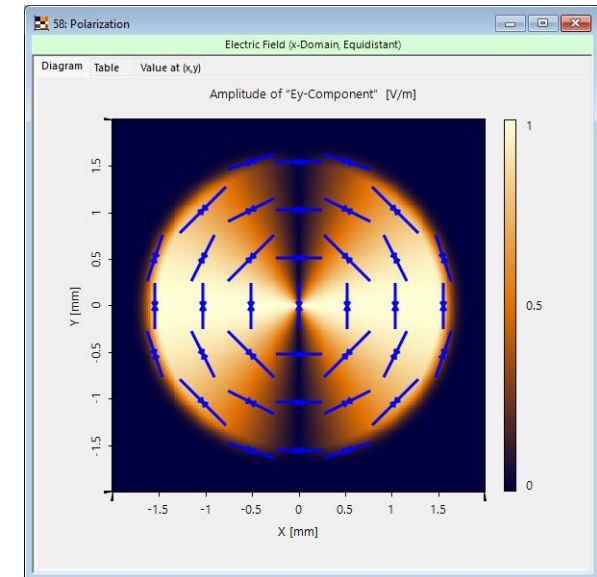 58: Polarization
Electric Field (x-Domain, Equidistant)
Diagram Table Value at (x,y)
Amplitude of "Ey-Component" [V/m]
1.5
1
0.5
0
-0.5
-1
-1.5
Y [mm]
-1.5 -1 -0.5 0 0.5 1 1.5
X [mm]
1
0.5
0